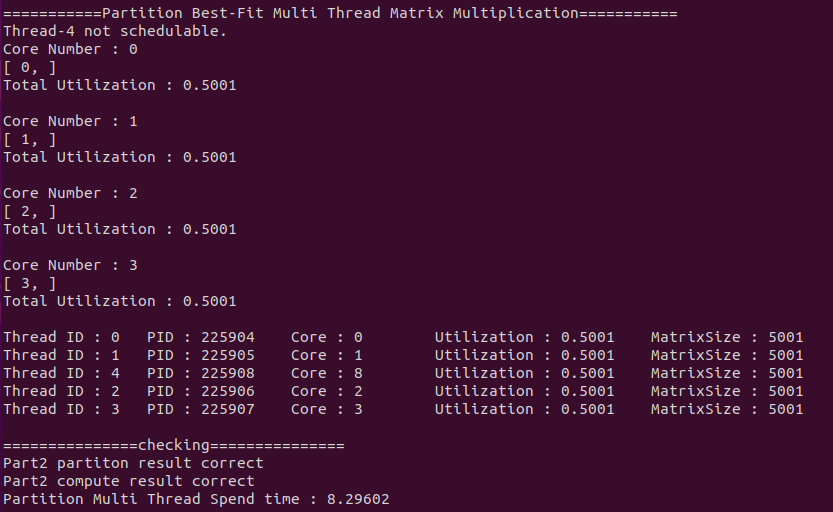 ===========Partition Best-Fit Multi Thread Matrix Multiplication===========
Thread-4 not schedulable.
Core Number : 0
[ 0, ]
Total Utilization : 0.5001
Core Number : 1
[ 1, ]
Total Utilization : 0.5001
Core Number : 2
[ 2, ]
Total Utilization : 0.5001
Core Number : 3
[ 3, ]
Total Utilization : 0.5001
Thread ID : 0   PID : 225904    Core : 0        Utilization : 0.5001    MatrixSize : 5001
Thread ID : 1   PID : 225905    Core : 1        Utilization : 0.5001    MatrixSize : 5001
Thread ID : 4   PID : 225908    Core : 8        Utilization : 0.5001    MatrixSize : 5001
Thread ID : 2   PID : 225906    Core : 2        Utilization : 0.5001    MatrixSize : 5001
Thread ID : 3   PID : 225907    Core : 3        Utilization : 0.5001    MatrixSize : 5001
===============checking===============
Part2 partiton result correct
Part2 compute result correct
Partition Multi Thread Spend time : 8.29602